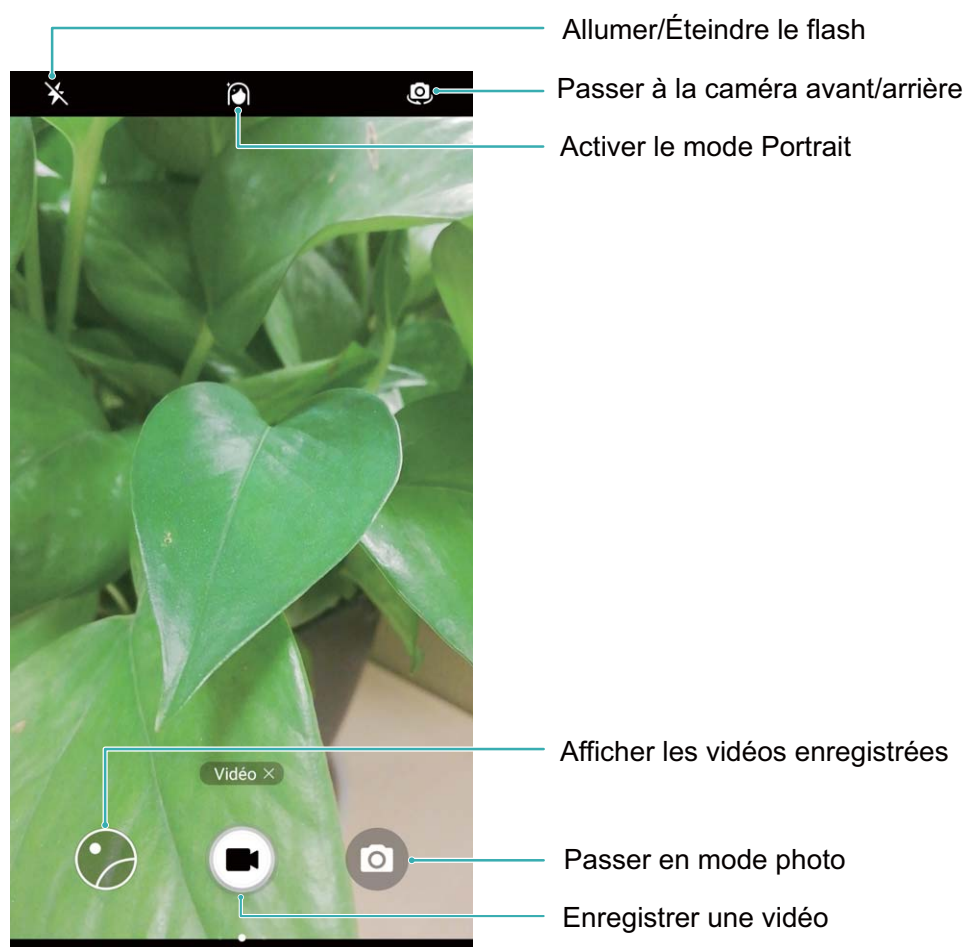 Allumer/Éteindre le flash
Passer à la caméra avant/arrière
Activer le mode Portrait
Afficher les vidéos enregistrées
Vidéo ×
Passer en mode photo
Enregistrer une vidéo